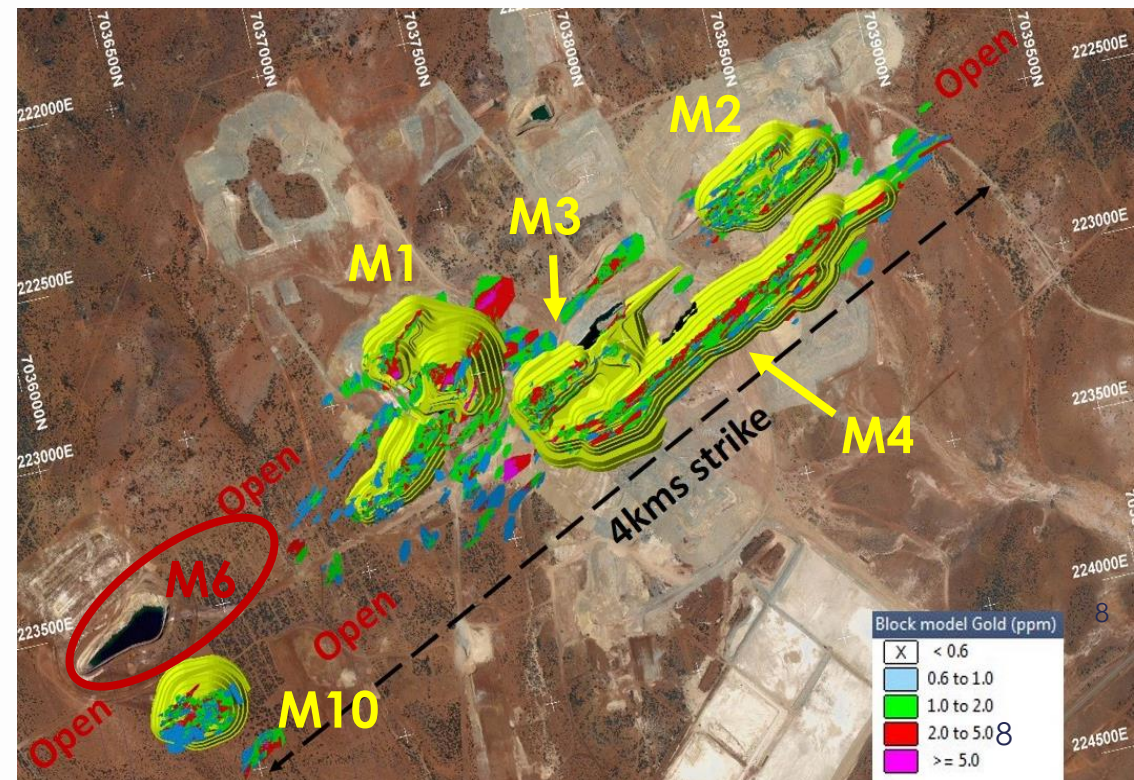 7036500N
7037000N
7037500N
7038000N
7038500N
7039000N
7039500N
222500E
222000E
Open
M2
M3
223000E
M1
222500E
7036000N
223500E
M4
223000E
4kms strike
Open
M6
224000E
8
223500E
Open
Block model Gold (ppm)
X < 0.6
0.6 to 1.0
1.0 to 2.0
2.0 to 5.0
8
>= 5.0
M10
Open
224500E